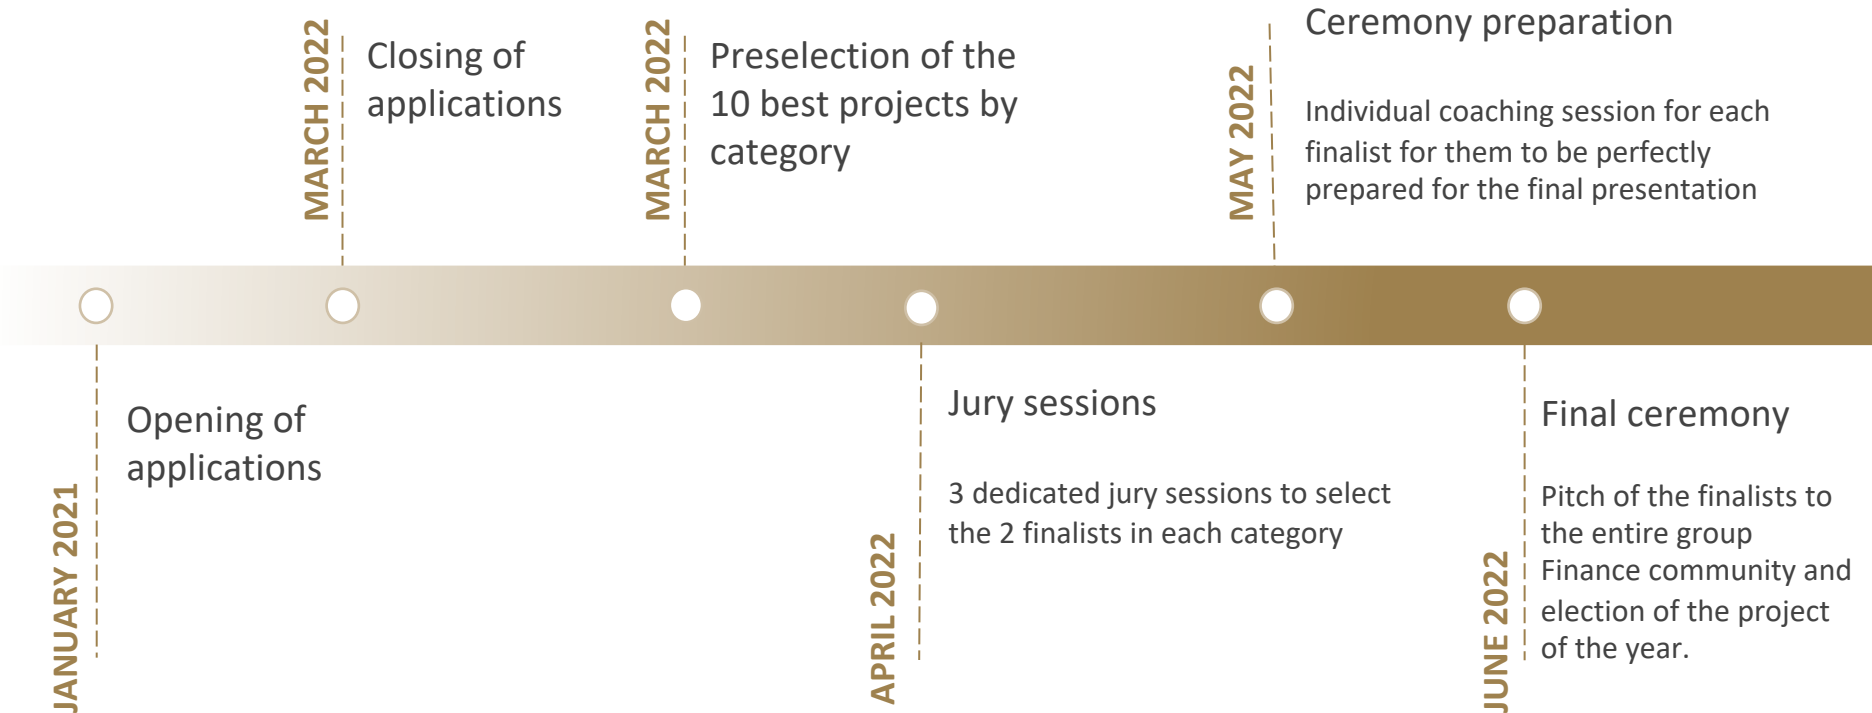 JANUARY 2021
Opening of
applications
MARCH 2022
Closing of
applications
MARCH 2022
Preselection of the
10 best projects by
category
APRIL 2022
Jury sessions
3 dedicated jury sessions to select
the 2 finalists in each category
MAY 2022
Ceremony preparation
Individual coaching session for each
finalist for them to be perfectly
prepared for the final presentation
JUNE 2022
Final ceremony
Pitch of the finalists to
the entire group
Finance community and
election of the project
of the year.